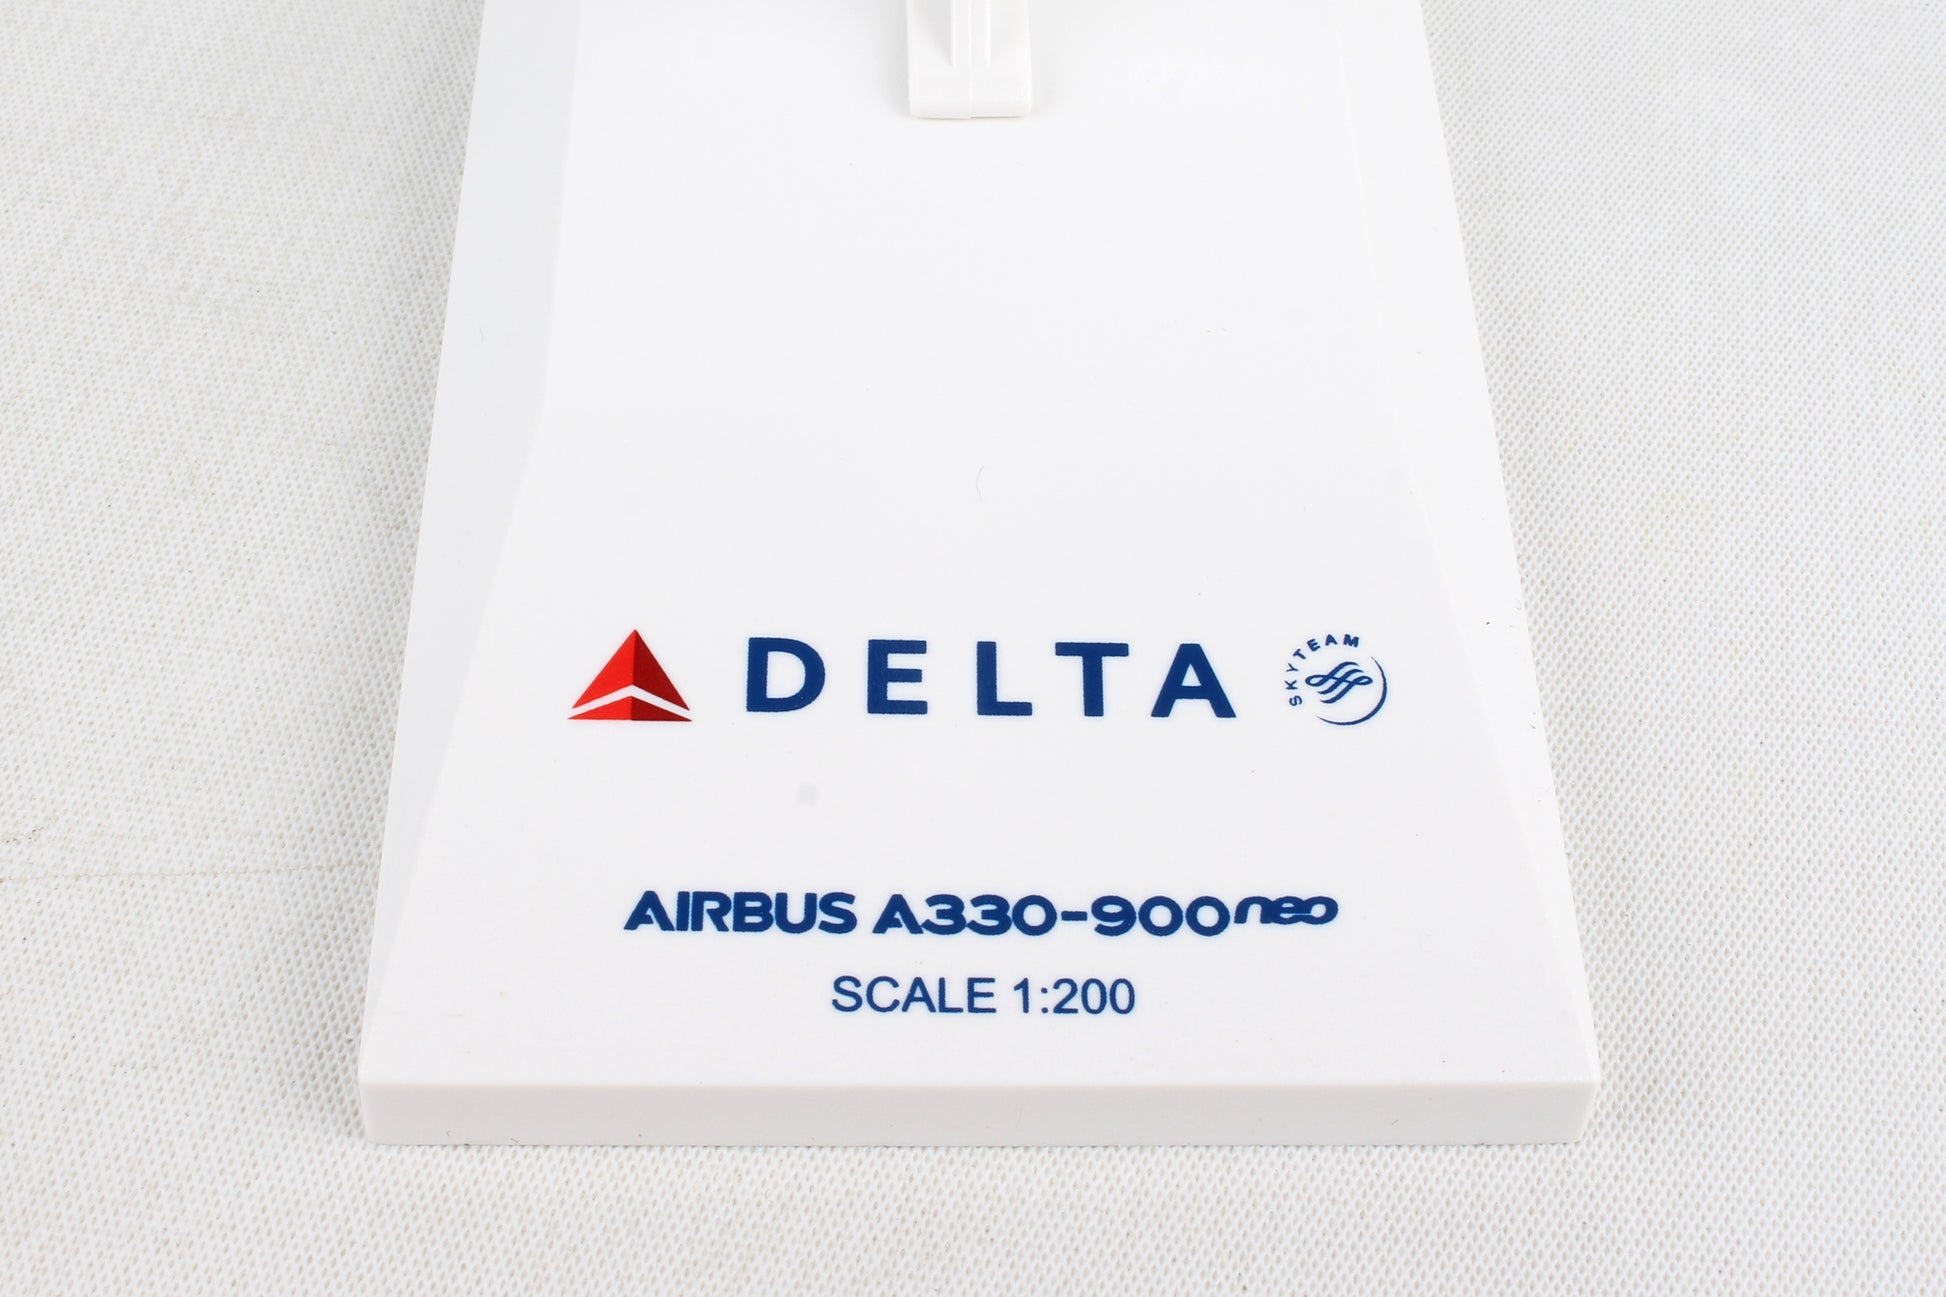 DELTA SKYTEAM
AIRBUS A330-900neo
SCALE 1:200